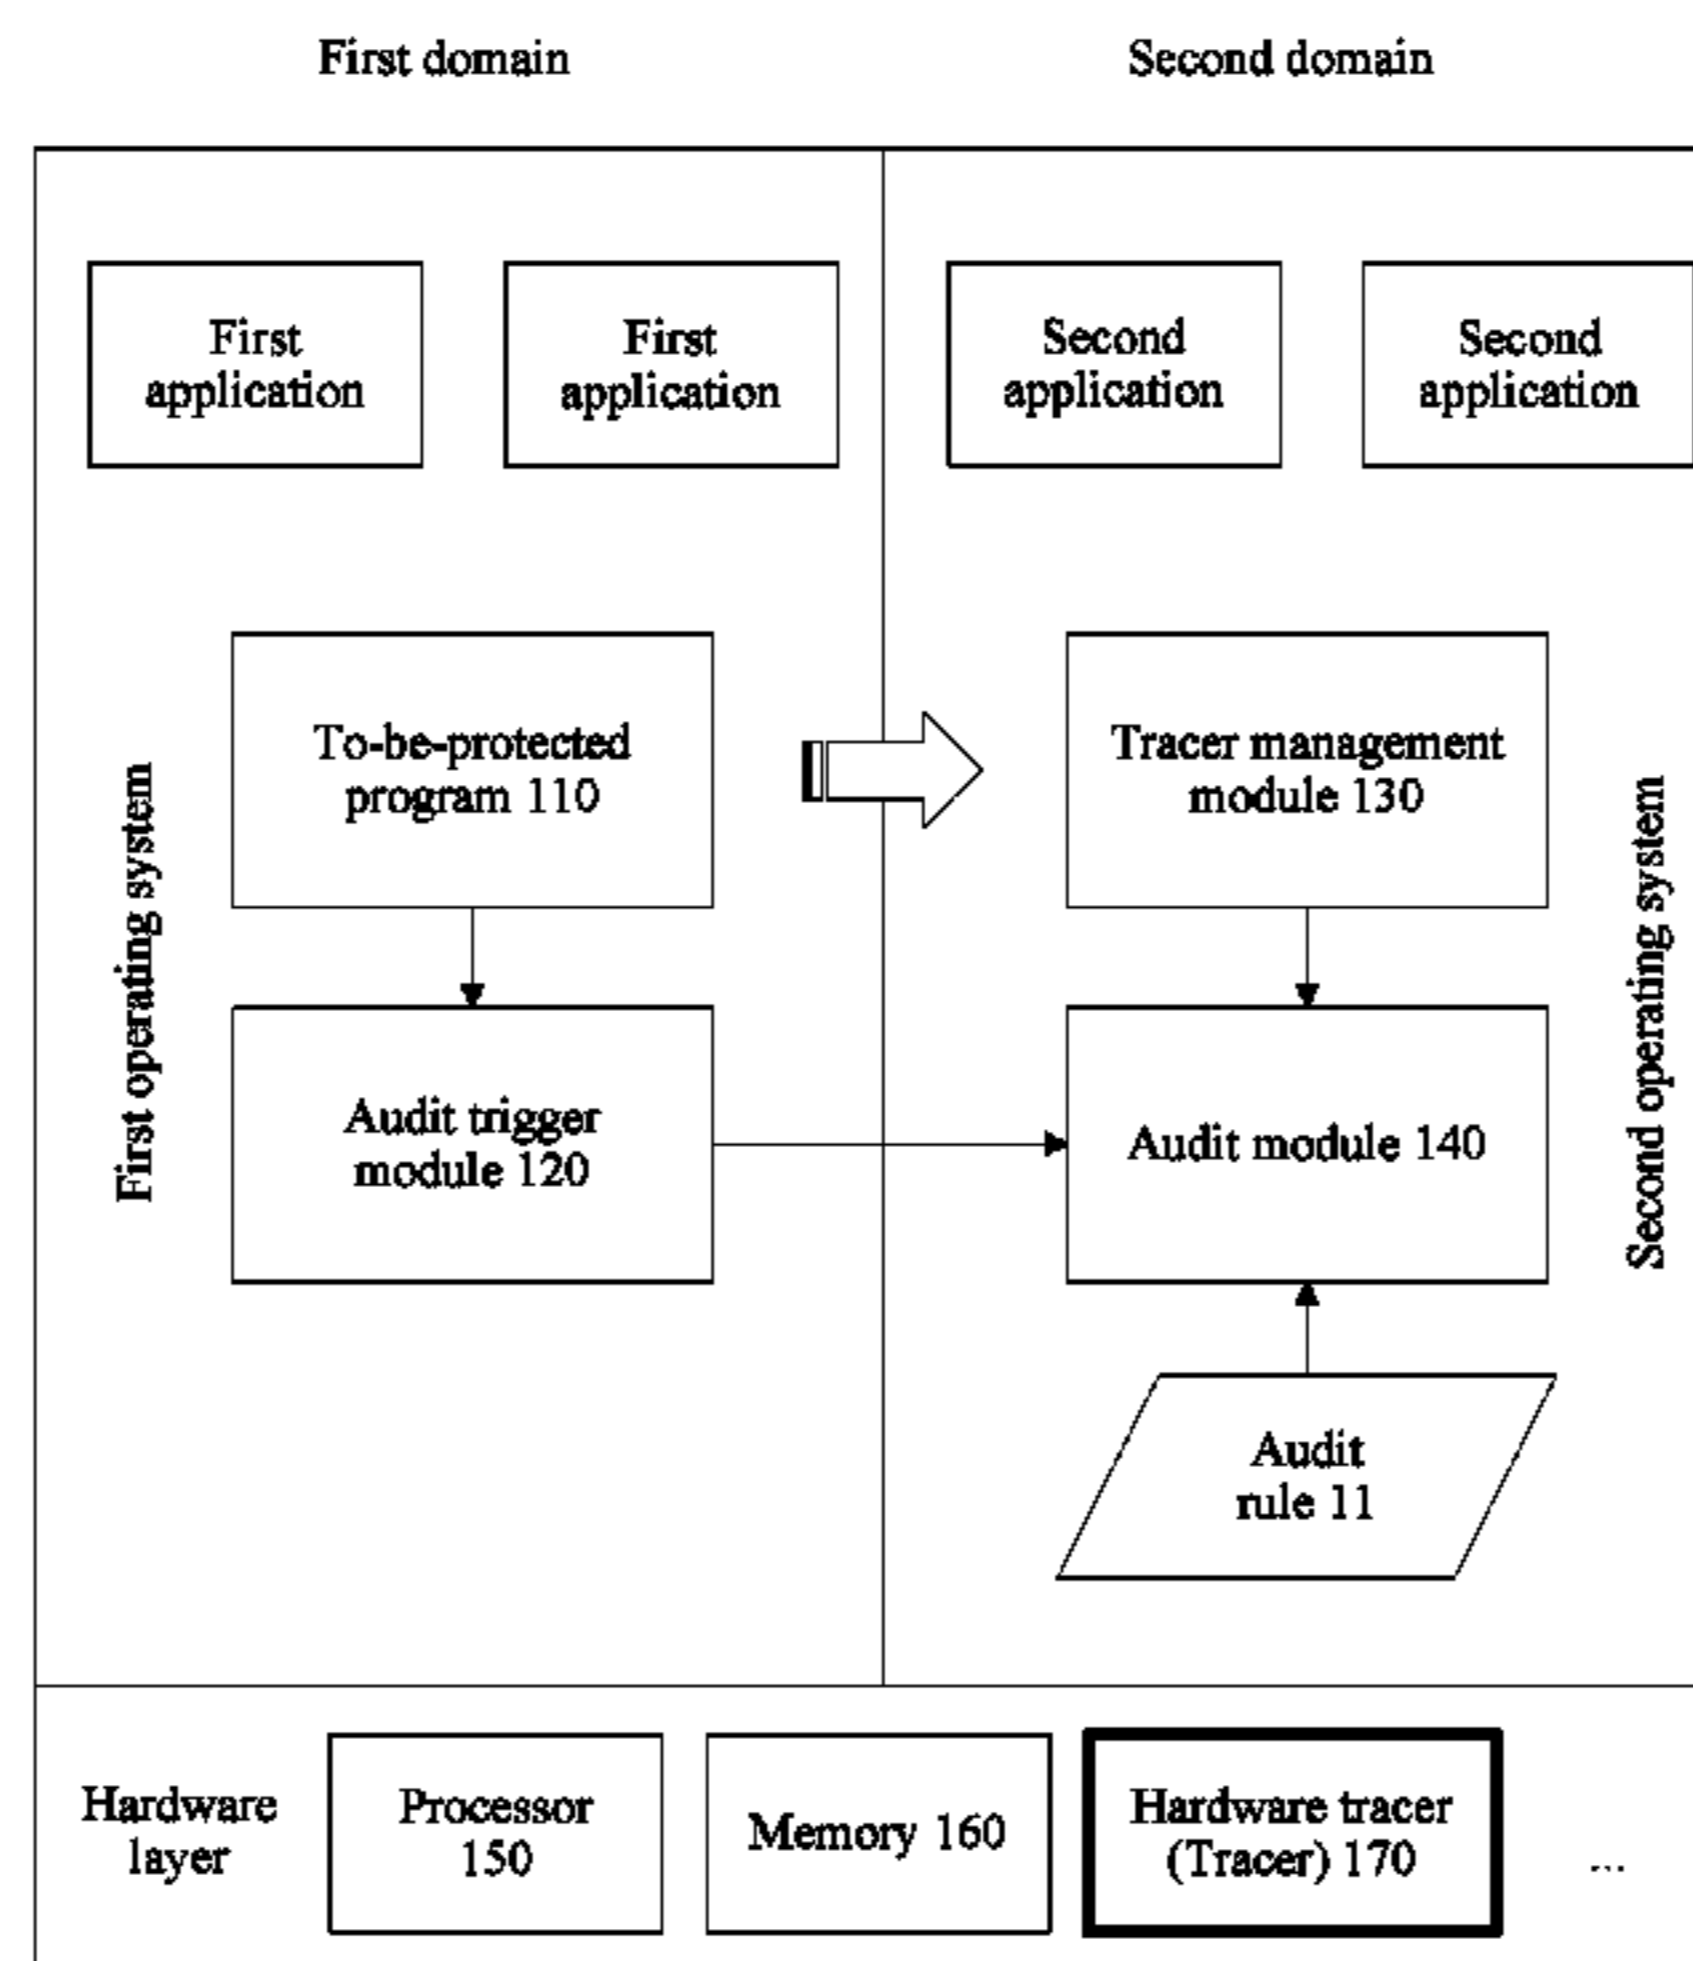 First domain
Second domain
First
application
First
application
Second
application
Second
application
First operating system
To-be-protected
program 110
Tracer management
module 130
Second operating system
Audit trigger
module 120
Audit module 140
Audit
rule 11
Hardware
layer
Processor
150
Memory 160
Hardware tracer
(Tracer) 170
...